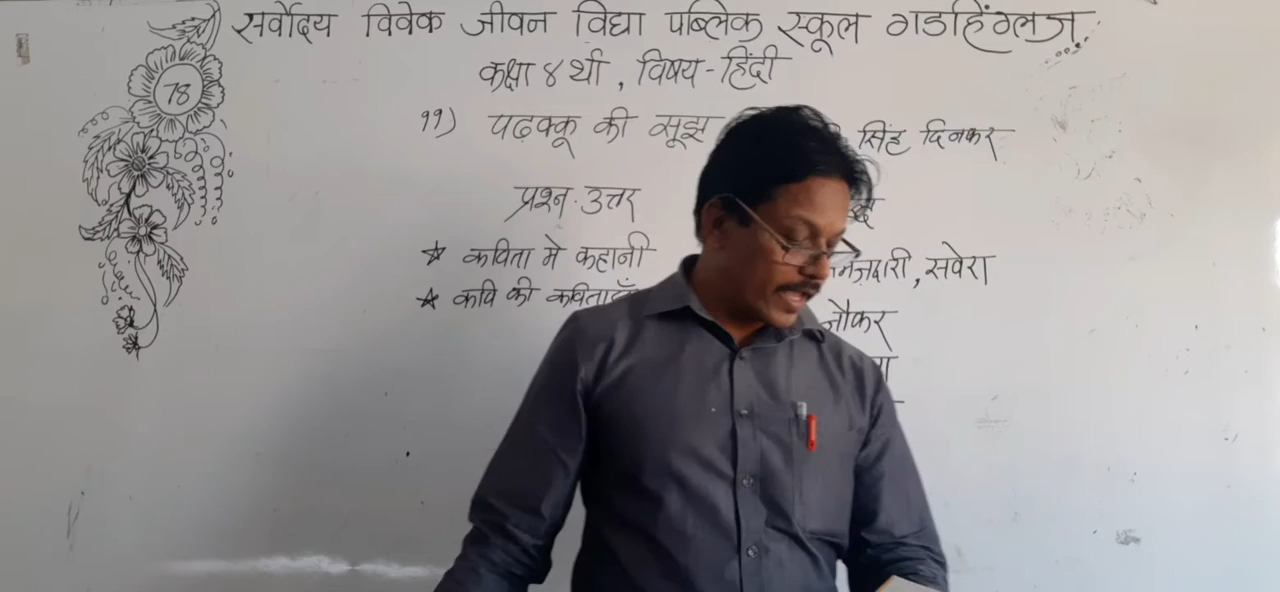 सर्वोदय विवेक जीवन विद्या पब्लिक स्कूल गडहिंग्लज
78
कक्षा ४ थी , विषय - हिंदी
११) पढ़क्कू की सूझ सिंह दिनकर
प्रश्न-उत्तर
★ कविता मे कहानी , सवेरा
★ कवि की कविताएँ
नौकर